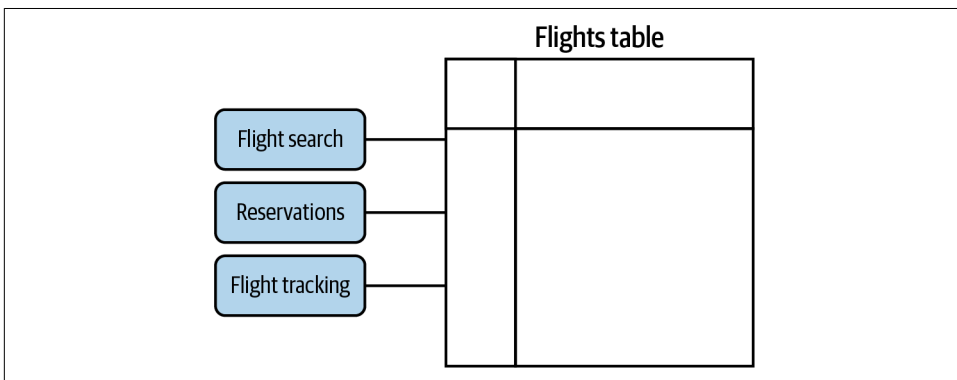 Flights table
Flight search
Reservations
Flight tracking